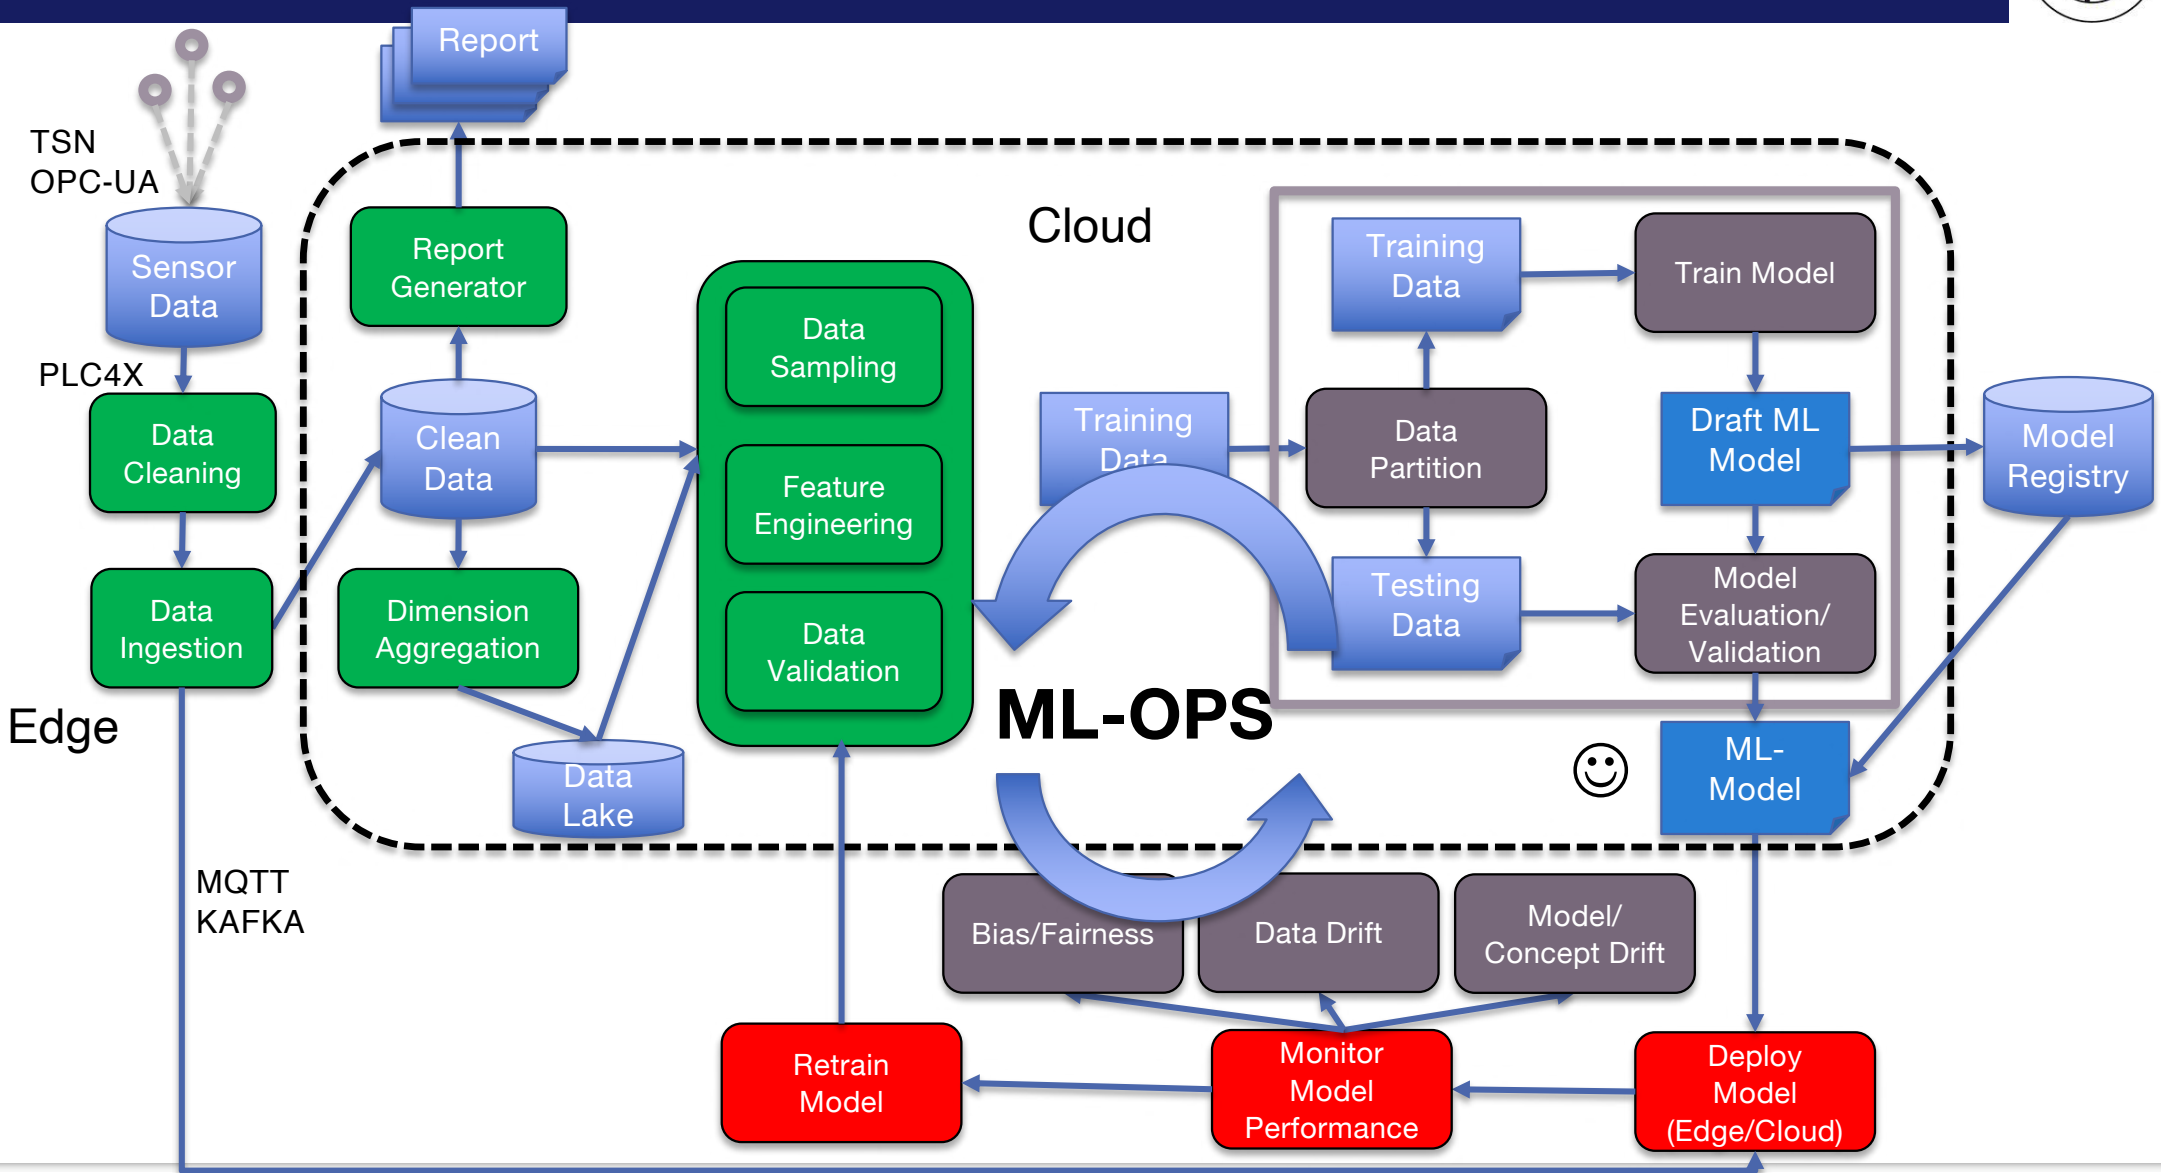 Report
TSN
OPC-UA
Sensor
Data
PLC4X
Data
Cleaning
Data
Ingestion
Edge
MQTT
KAFKA
Report
Generator
Clean
Data
Dimension
Aggregation
Data
Lake
Data
Sampling
Feature
Engineering
Data
Validation
Cloud
Training
Data
Data
Partition
Training
Data
Testing
Data
Train Model
Draft ML
Model
Model
Evaluation/
Validation
Model
Registry
ML-
Model
ML-OPS
Bias/Fairness
Data Drift
Model/
Concept Drift
Retrain
Model
Monitor
Model
Performance
Deploy
Model
(Edge/Cloud)